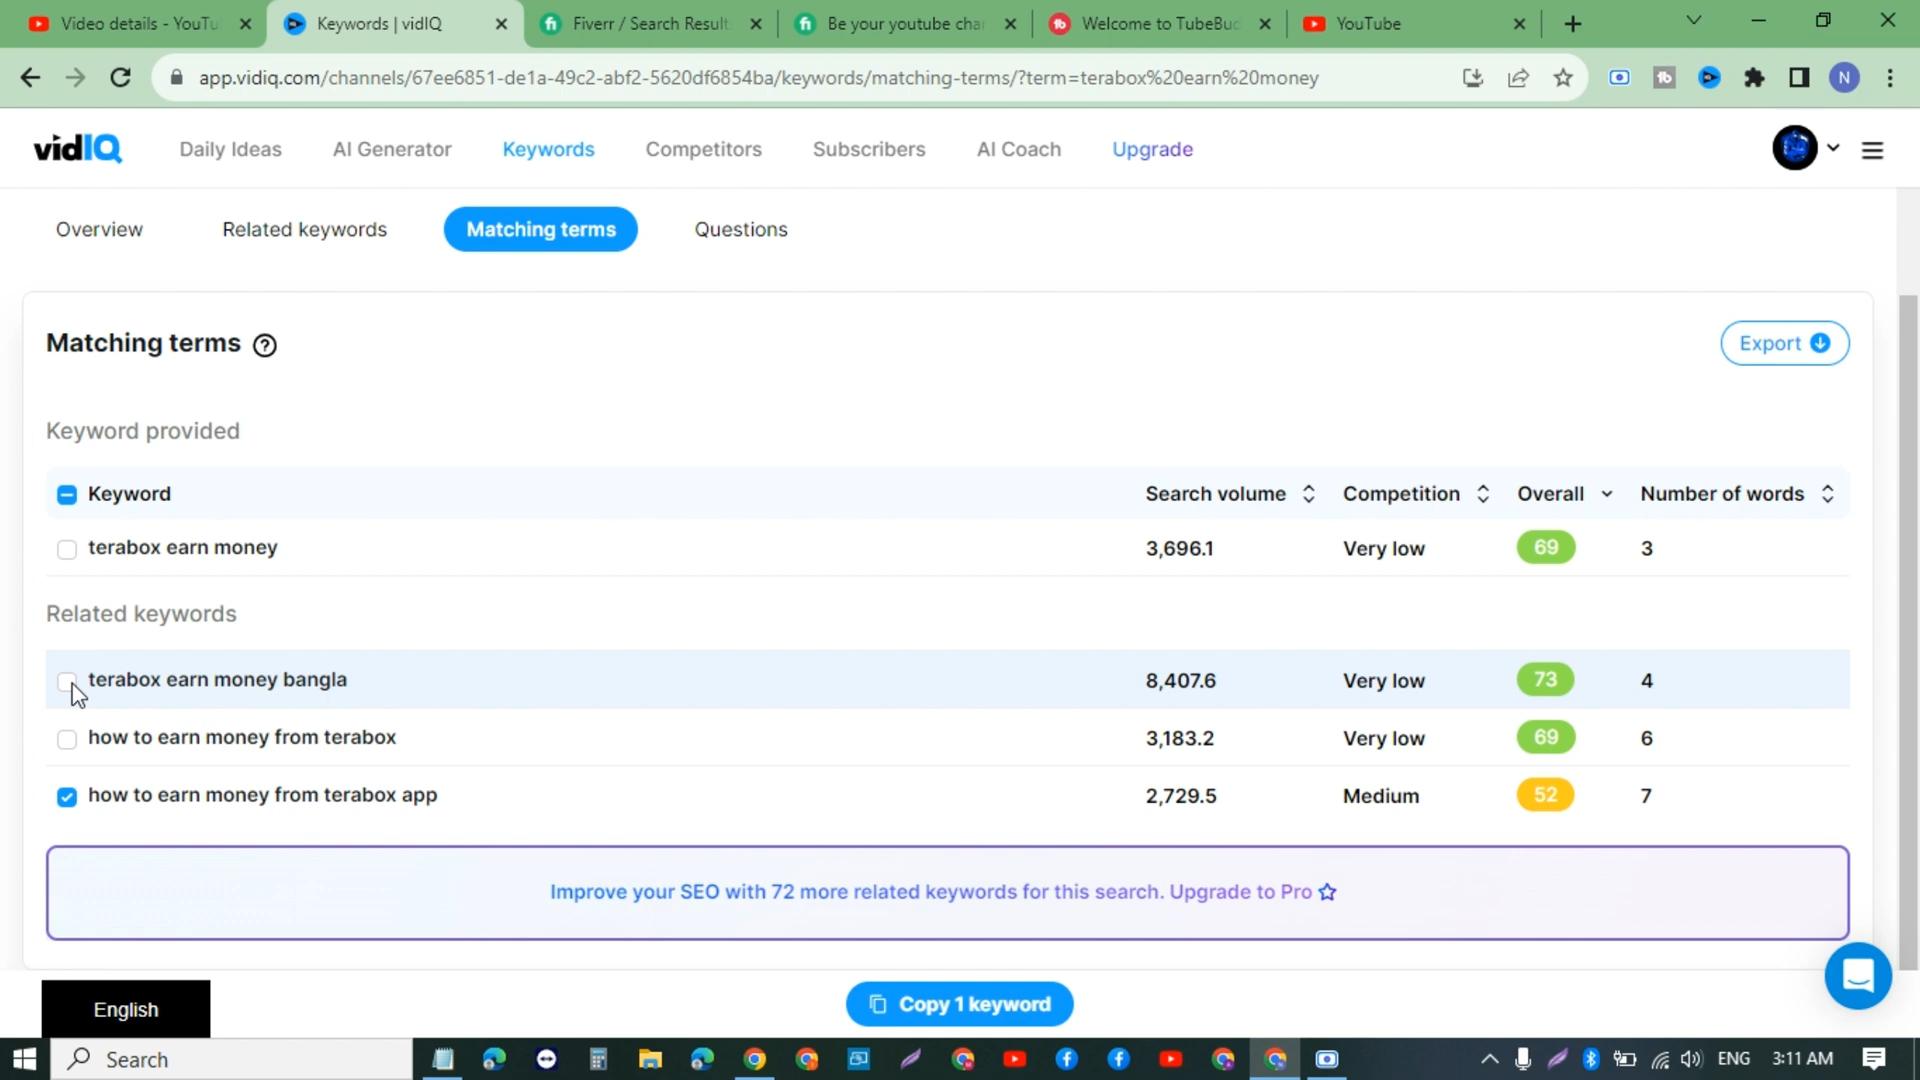 Video details - YouTu
Keywords | vidIQ
Fiverr / Search Result
Be your youtube cha
Welcome to TubeBud
YouTube
app.vidiq.com/channels/67ee6851-de1a-49c2-abf2-5620df6854ba/keywords/matching-terms/?term=terabox%20earn%20money
N
vidIQ
Daily Ideas
AI Generator
Keywords
Competitors
Subscribers
AI Coach
Upgrade
Overview
Related keywords
Matching terms
Questions
Matching terms ?
Export
Keyword provided
Keyword Search volume Competition Overall Number of words
terabox earn money 3,696.1 Very low 69 3
Related keywords
terabox earn money bangla 8,407.6 Very low 73 4
how to earn money from terabox 3,183.2 Very low 69 6
how to earn money from terabox app 2,729.5 Medium 52 7
Improve your SEO with 72 more related keywords for this search. Upgrade to Pro
English
Copy 1 keyword
Search
ENG
3:11 AM